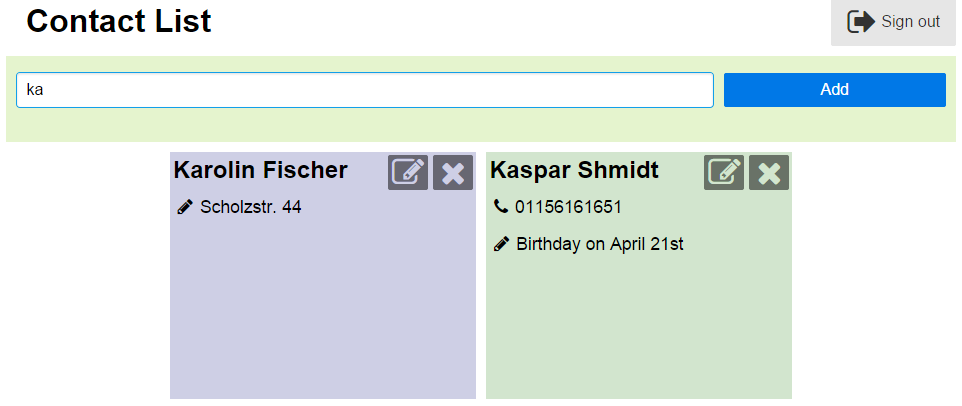 Contact List
Sign out
ka
Add
Karolin Fischer
Scholzstr. 44
Kaspar Shmidt
01156161651
Birthday on April 21st